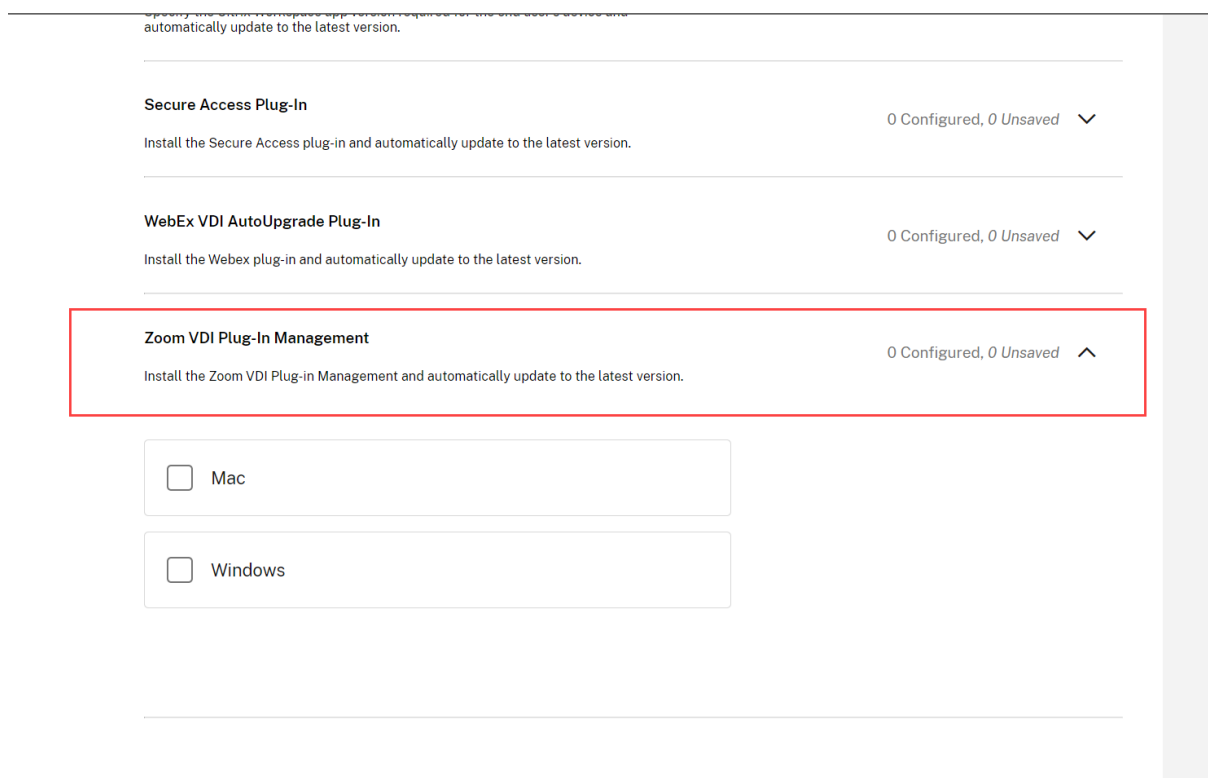 automatically update to the latest version.
Secure Access Plug-In
0 Configured, 0 Unsaved
Install the Secure Access plug-in and automatically update to the latest version.
WebEx VDI AutoUpgrade Plug-In
0 Configured, 0 Unsaved
Install the Webex plug-in and automatically update to the latest version.
Zoom VDI Plug-In Management
0 Configured, 0 Unsaved
Install the Zoom VDI Plug-in Management and automatically update to the latest version.
Mac
Windows